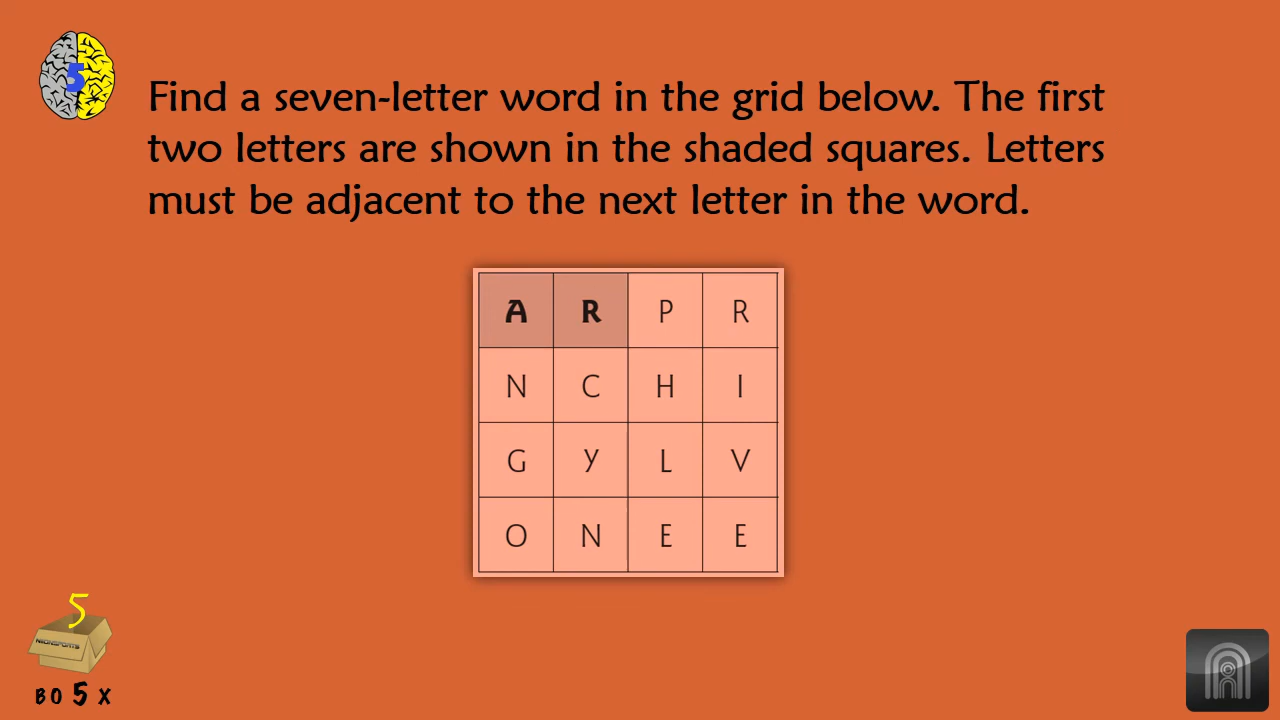 5
Find a seven-letter word in the grid below. The first
two letters are shown in the shaded squares. Letters
must be adjacent to the next letter in the word.
A R P R
N C H I
G Y L V
O N E E
5
BO 5 X